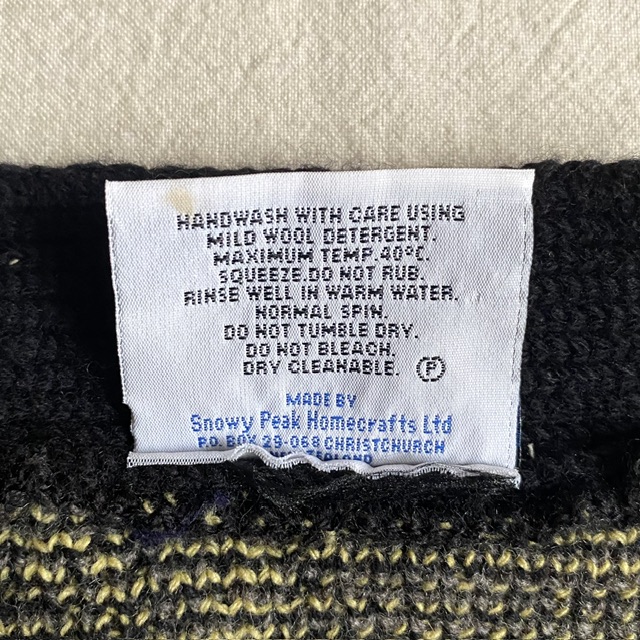 HANDWASH WITH CARE USING
MILD WOOL DETERGENT.
MAXIMUM TEMP. 40°C.
SQUEEZE.DO NOT RUB.
RINSE WELL IN WARM WATER.
NORMAL SPIN.
DO NOT TUMBLE DRY.
DO NOT BLEACH.
DRY CLEANABLE. Ⓟ
MADE BY
Snowy Peak Homecrafts Ltd
P.O. BOX 29-068 CHRISTCHURCH